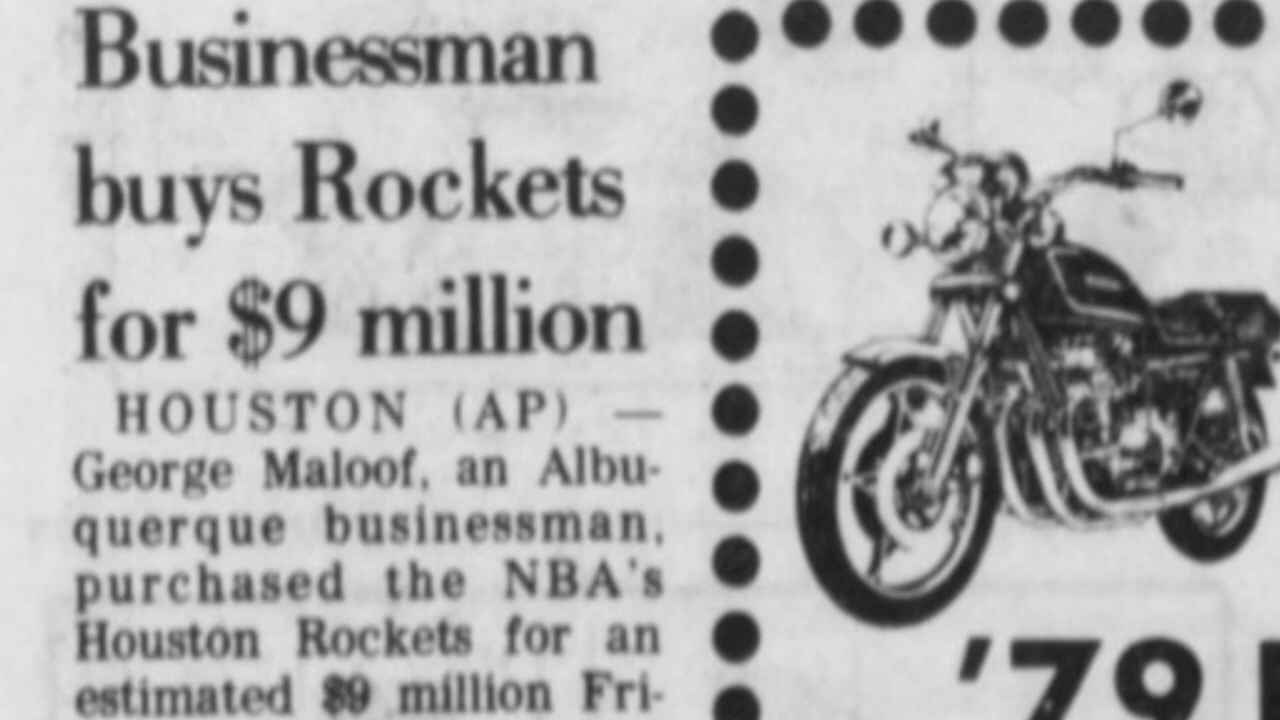 Businessman
buys Rockets
for $9 million
HOUSTON (AP) —
George Maloof, an Albu-
querque businessman,
purchased the NBA's
Houston Rockets for an
estimated $9 million Fri-
'79